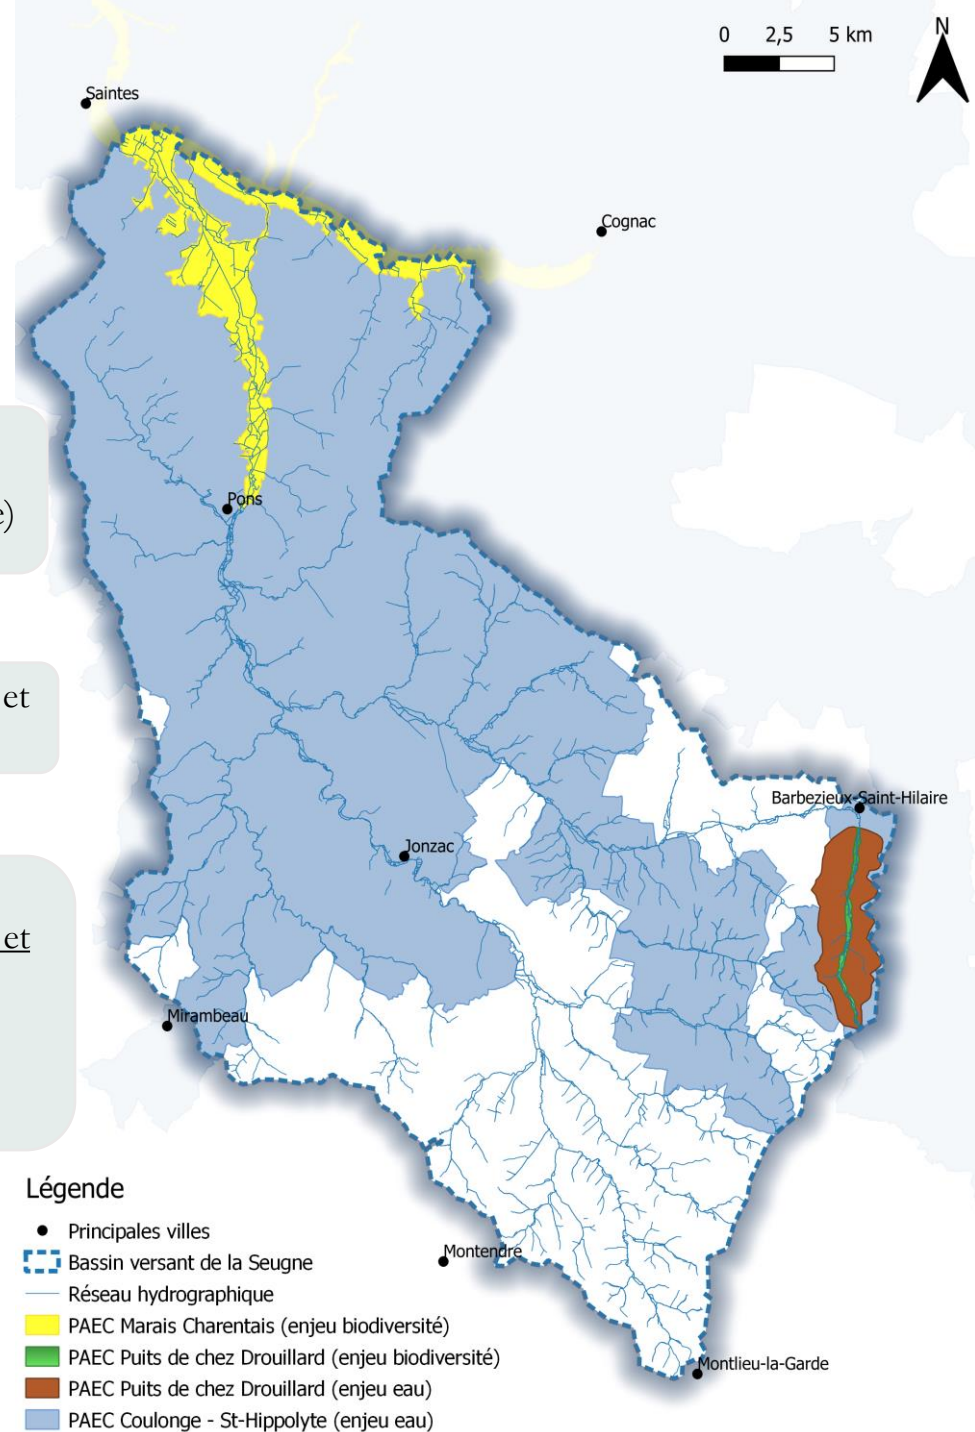 0 2,5 5 km
N
Saintes
Cognac
e)
Pons
et
Barbezieux-Saint-Hilaire
Jonzac
et
Mirambeau
Légende
Principales villes
Bassin versant de la Seugne
Montendre
Réseau hydrographique
PAEC Marais Charentais (enjeu biodiversité)
PAEC Puits de chez Drouillard (enjeu biodiversité)
Montlieu-la-Garde
PAEC Puits de chez Drouillard (enjeu eau)
PAEC Coulonge - St-Hippolyte (enjeu eau)